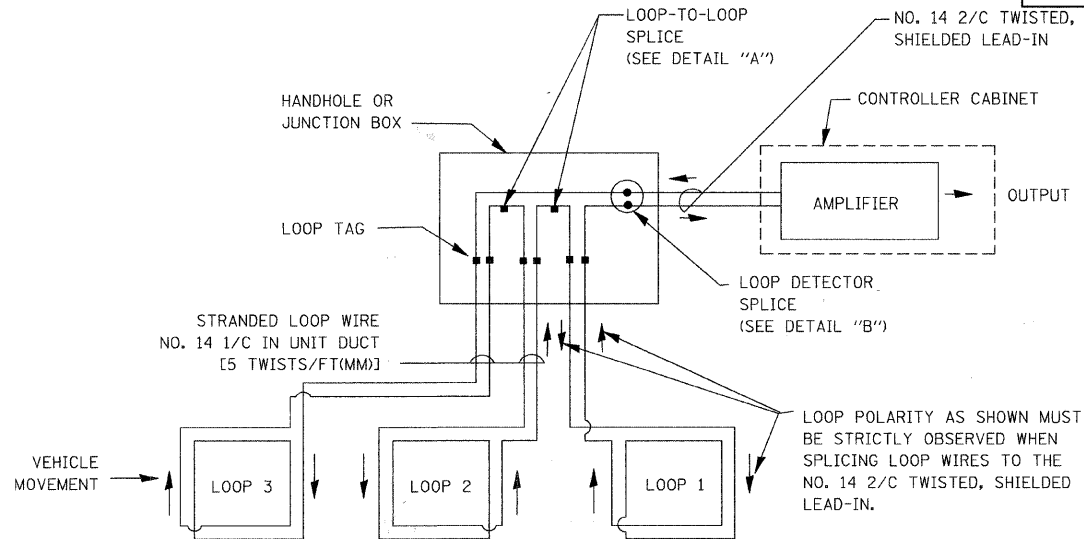 LOOP-TO-LOOP
SPLICE
(SEE DETAIL "A")
NO. 14 2/C TWISTED,
SHIELDED LEAD-IN
HANDHOLE OR
JUNCTION BOX
CONTROLLER CABINET
AMPLIFIER
OUTPUT
LOOP TAG
LOOP DETECTOR
SPLICE
(SEE DETAIL "B")
STRANDED LOOP WIRE
NO. 14 1/C IN UNIT DUCT
[5 TWISTS/FT(MM)]
LOOP POLARITY AS SHOWN MUST
BE STRICTLY OBSERVED WHEN
SPLICING LOOP WIRES TO THE
NO. 14 2/C TWISTED, SHIELDED
LEAD-IN.
VEHICLE
MOVEMENT
LOOP 3
LOOP 2
LOOP 1